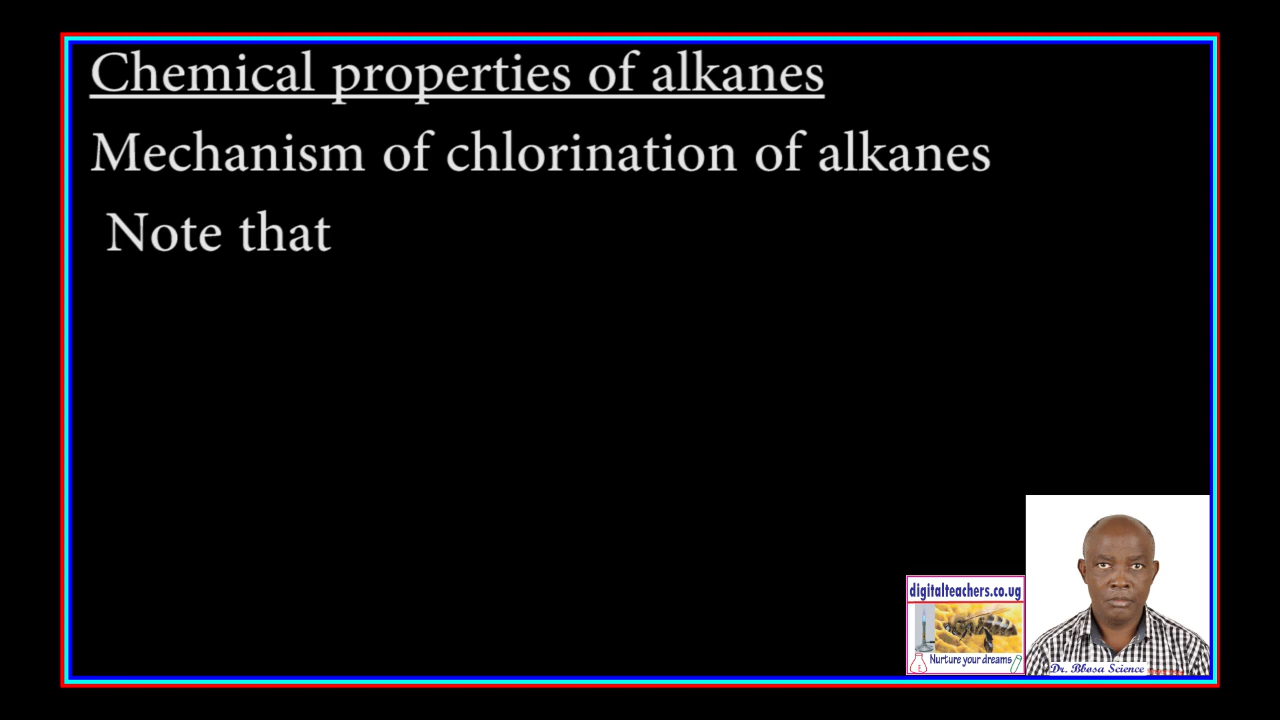 Chemical properties of alkanes
Mechanism of chlorination of alkanes
Note that
digitalteachers.co.ug
Nurture your dreams
Dr. Bbosa Science